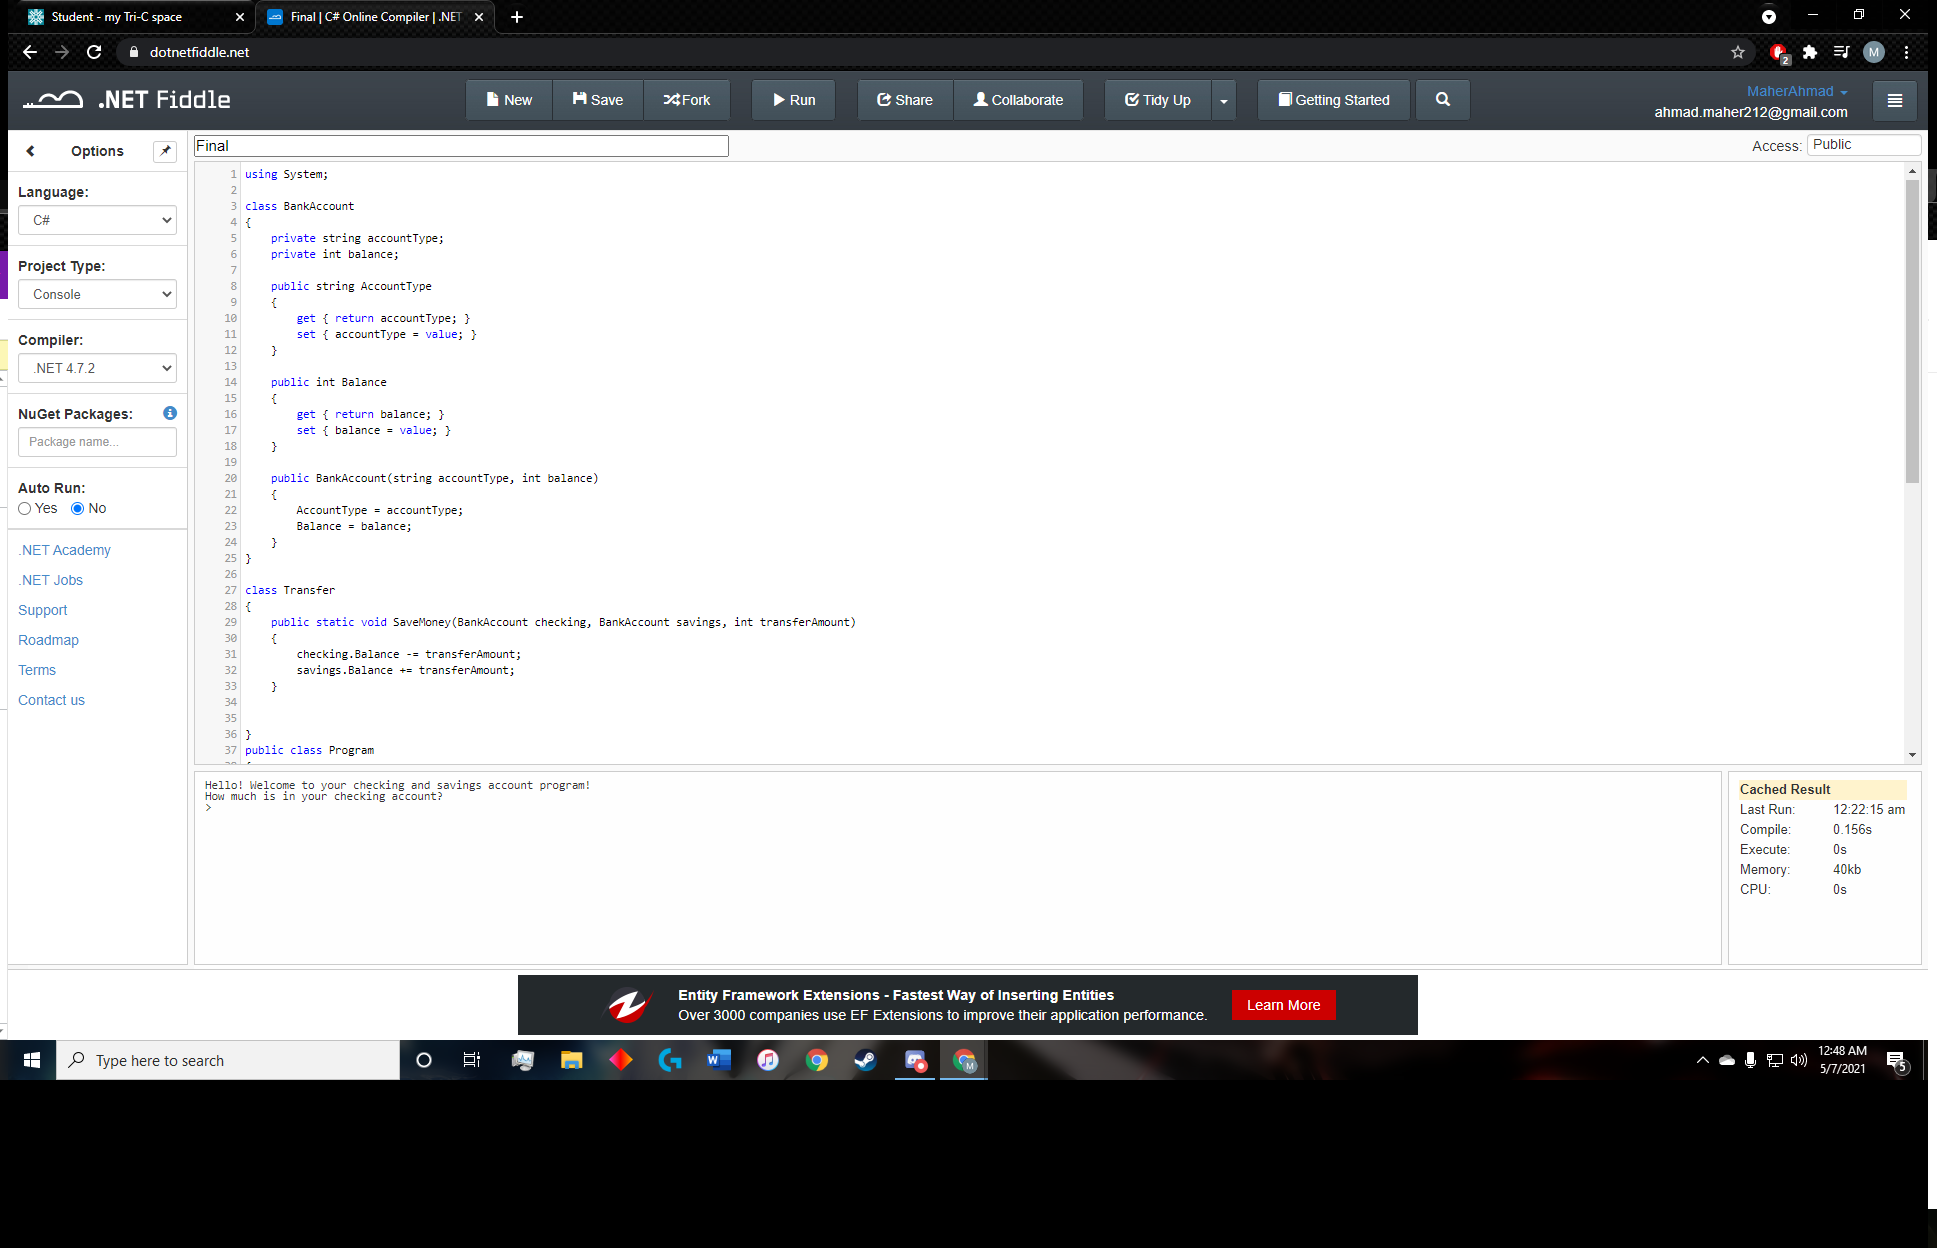 Student - my Tri-C space
Final | C# Online Compiler | .NET
dotnetfiddle.net
2
M
.NET Fiddle
New
Save
Fork
Run
Share
Collaborate
Tidy Up
Getting Started
MaherAhmad
ahmad.maher212@gmail.com
Options
Final
Access:
Public
Language:
C#
Project Type:
Console
Compiler:
.NET 4.7.2
NuGet Packages:
Package name...
Auto Run:
Yes
No
.NET Academy
.NET Jobs
Support
Roadmap
Terms
Contact us
1 using System;
2
3 class BankAccount
4 {
5 private string accountType;
6 private int balance;
7
8 public string AccountType
9 {
10 get { return accountType; }
11 set { accountType = value; }
12 }
13
14 public int Balance
15 {
16 get { return balance; }
17 set { balance = value; }
18 }
19
20 public BankAccount(string accountType, int balance)
21 {
22 AccountType = accountType;
23 Balance = balance;
24 }
25 }
26
27 class Transfer
28 {
29 public static void SaveMoney(BankAccount checking, BankAccount savings, int transferAmount)
30 {
31 checking.Balance -= transferAmount;
32 savings.Balance += transferAmount;
33 }
34
35
36 }
37 public class Program
Hello! Welcome to your checking and savings account program!
How much is in your checking account?
>
Cached Result
Last Run: 12:22:15 am
Compile: 0.156s
Execute: 0s
Memory: 40kb
CPU: 0s
Entity Framework Extensions - Fastest Way of Inserting Entities
Over 3000 companies use EF Extensions to improve their application performance.
Learn More
Type here to search
W
M
12:48 AM
5/7/2021
5